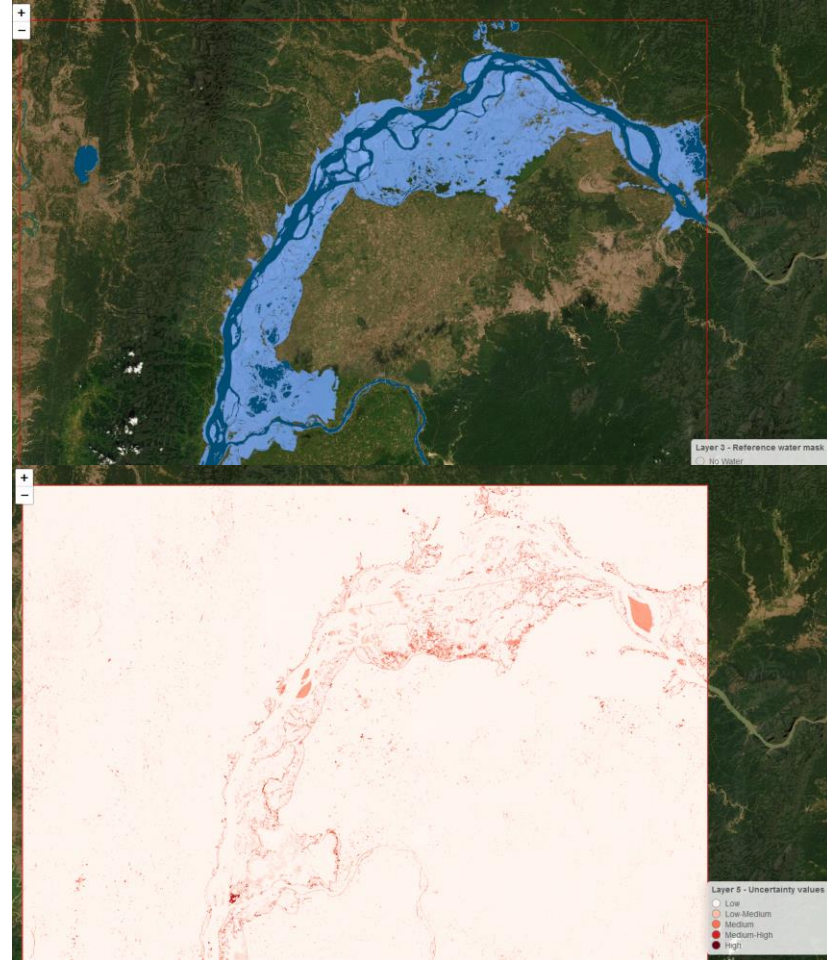 +
−
Layer 3 - Reference water mask
No Water
+
−
Layer 5 - Uncertainty values
Low
Low-Medium
Medium
Medium-High
High